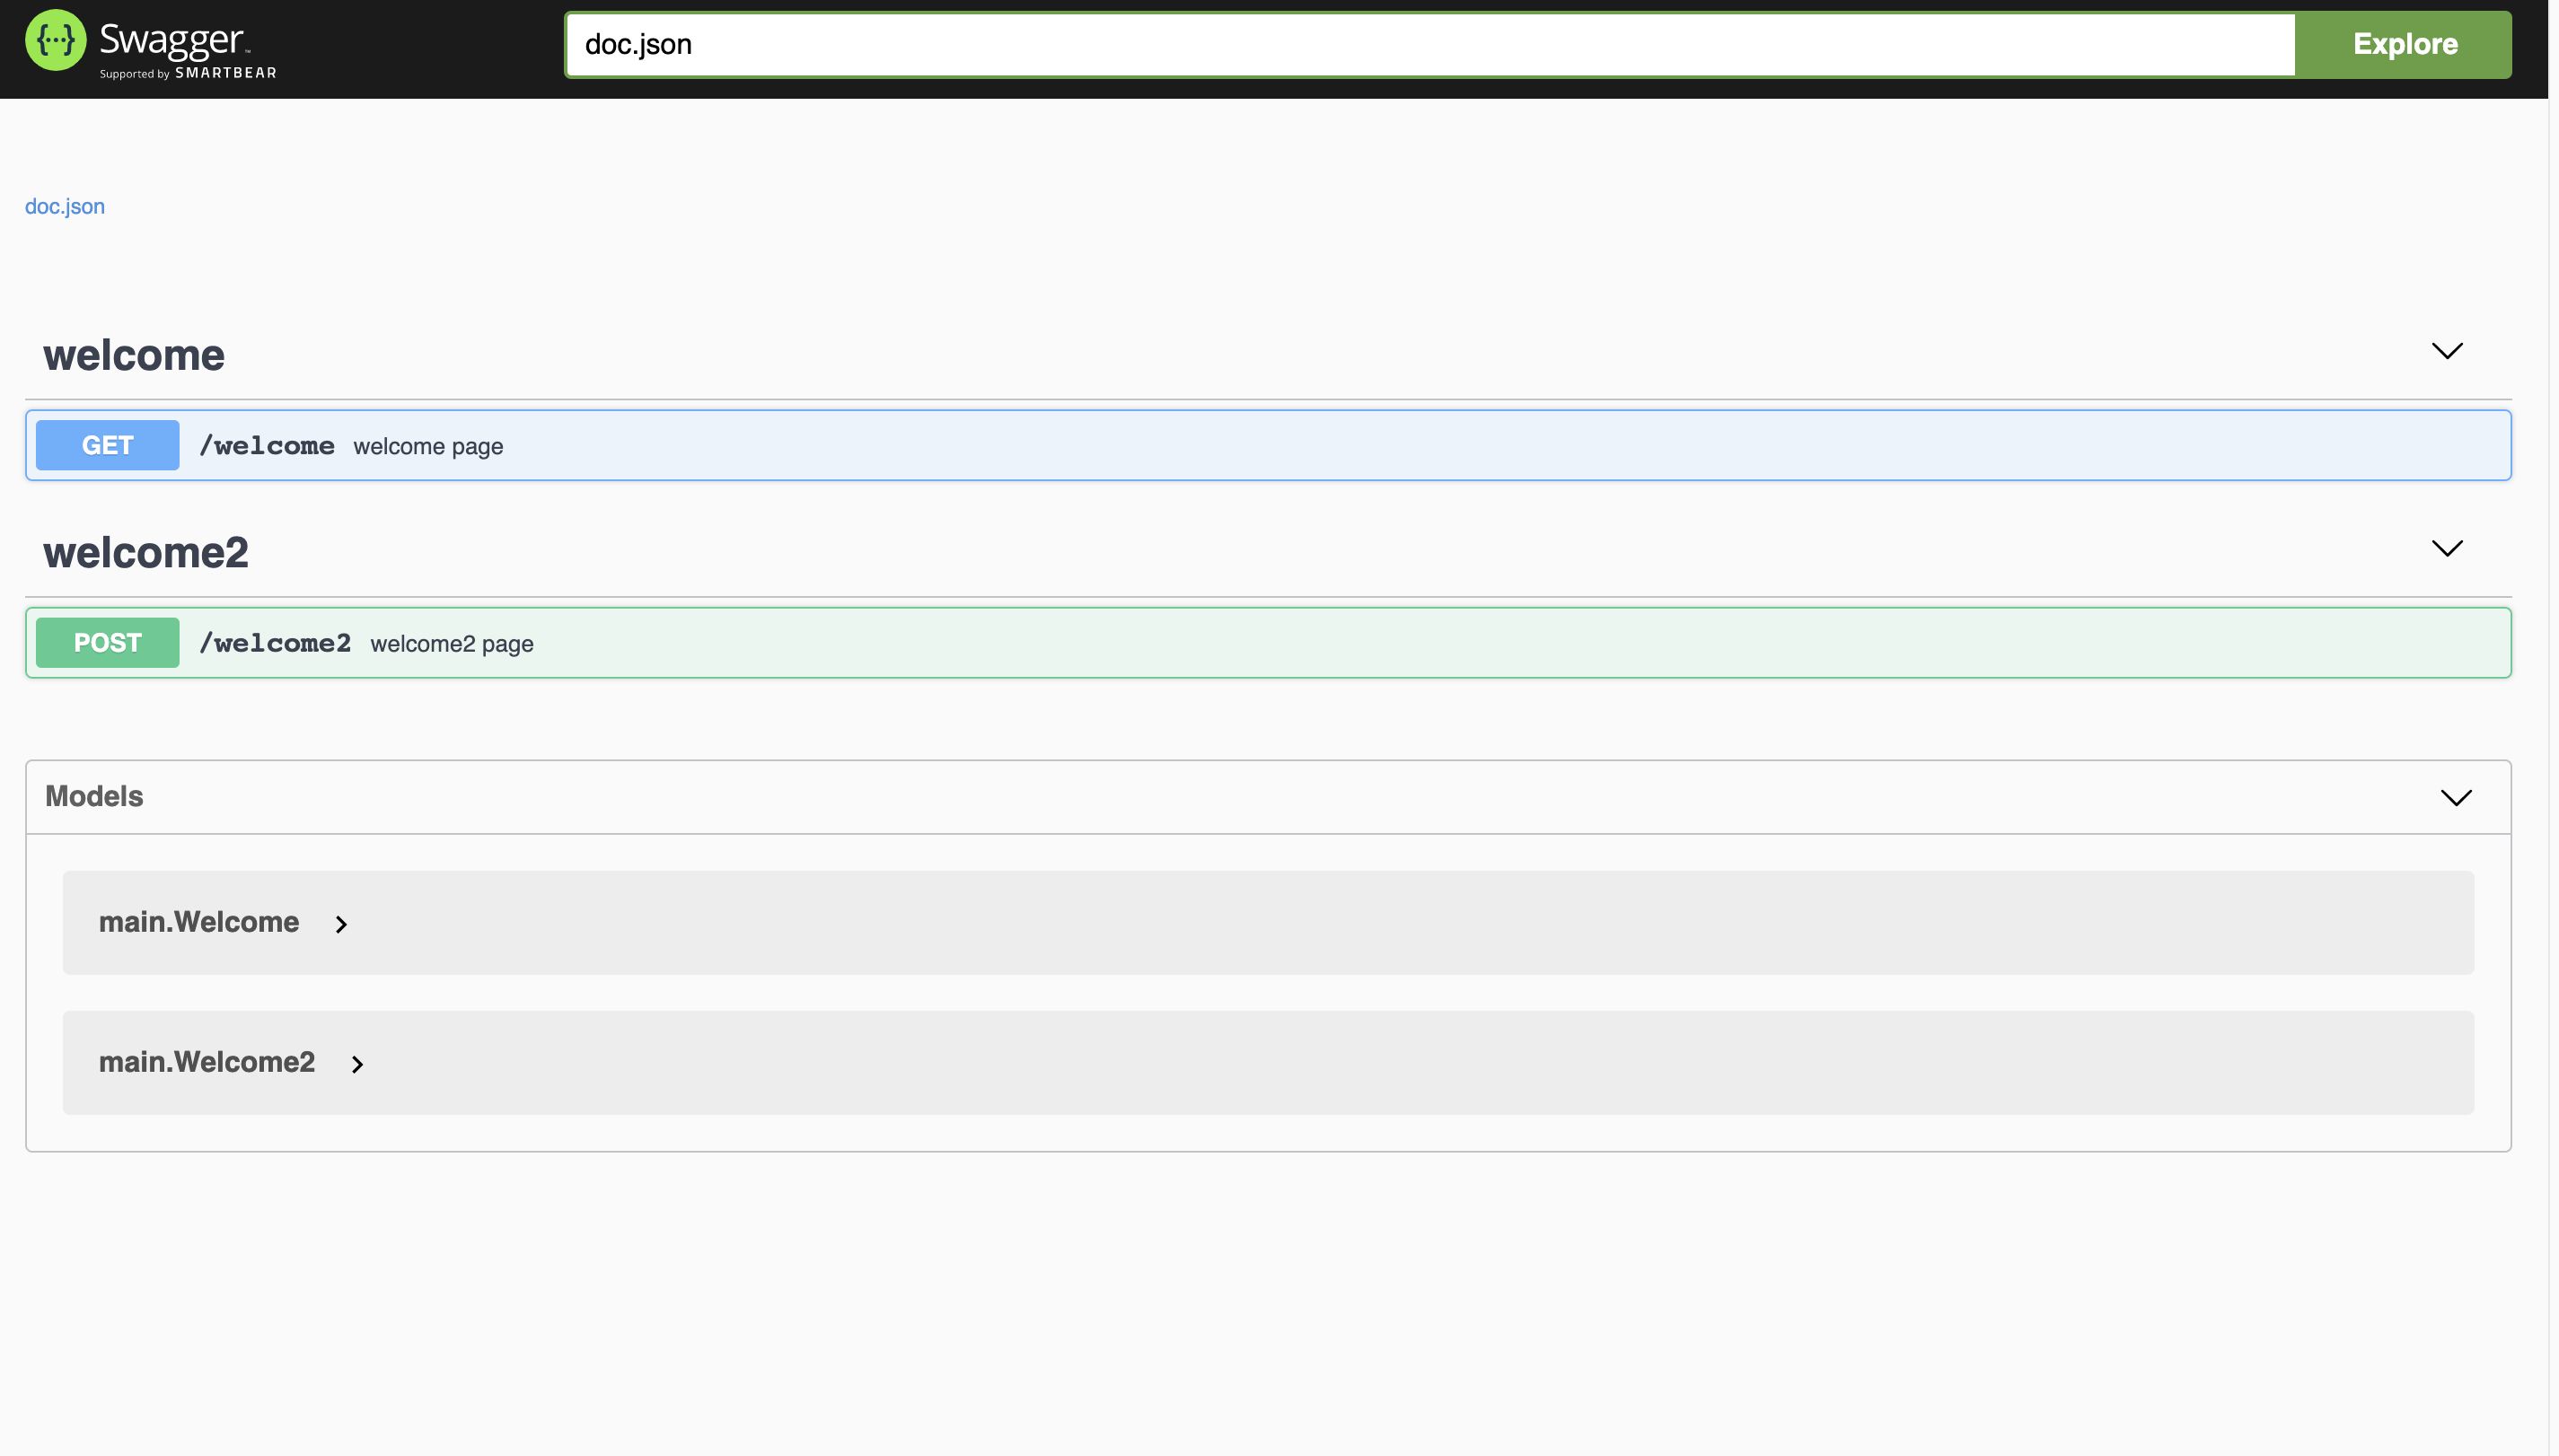 {···} Swagger™
Supported by SMARTBEAR
doc.json
Explore
doc.json
welcome
GET /welcome welcome page
welcome2
POST /welcome2 welcome2 page
Models
main.Welcome
main.Welcome2